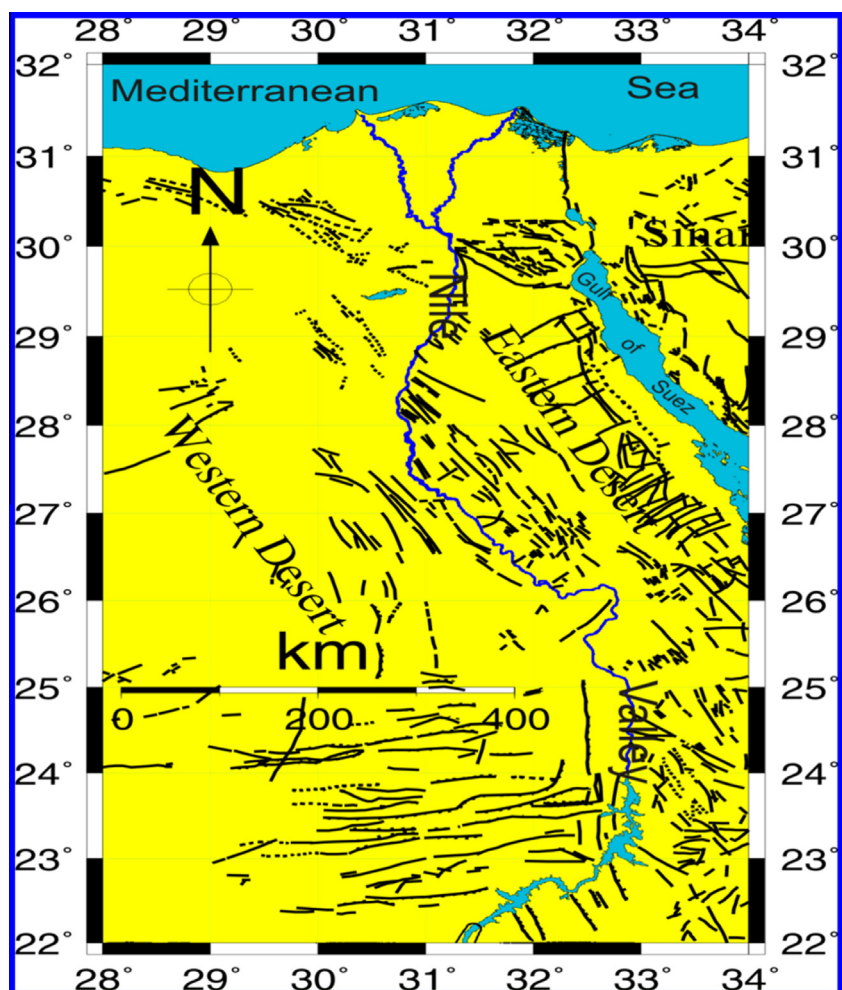 28° 29° 30° 31° 32° 33° 34°
32° 32°
Mediterranean Sea
31° 31°
N
30° Sinai 30°
Nile
Gulf
of
Suez
29° 29°
Eastern Desert
28° 28°
Western Desert
27° 27°
26° 26°
km
25° 25°
0 200 400
Valley
24° 24°
23° 23°
22° 22°
28° 29° 30° 31° 32° 33° 34°